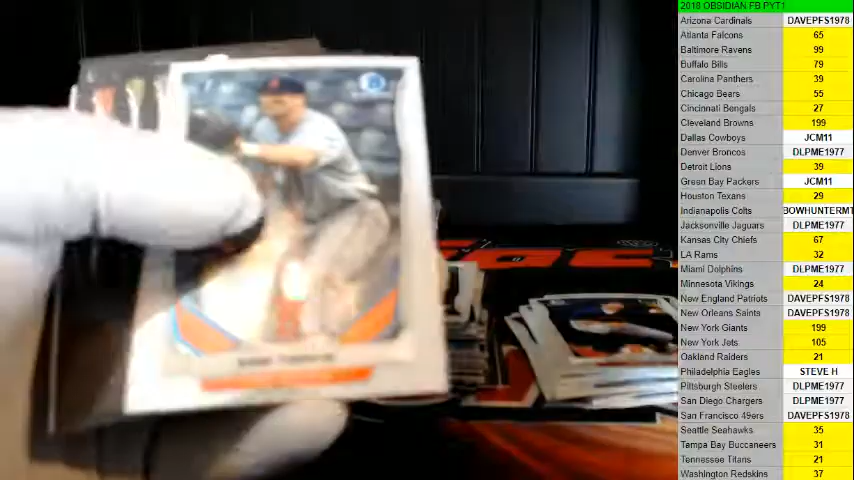 2018 OBSIDIAN FB PYT1
Arizona Cardinals DAVEPFS1978
Atlanta Falcons 65
Baltimore Ravens 99
Buffalo Bills 79
Carolina Panthers 39
Chicago Bears 55
Cincinnati Bengals 27
Cleveland Browns 199
Dallas Cowboys JCM11
Denver Broncos DLPME1977
Detroit Lions 39
Green Bay Packers JCM11
Houston Texans 29
Indianapolis Colts BOWHUNTERMT
Jacksonville Jaguars DLPME1977
Kansas City Chiefs 67
LA Rams 32
Miami Dolphins DLPME1977
Minnesota Vikings 24
New England Patriots DAVEPFS1978
New Orleans Saints DAVEPFS1978
New York Giants 199
New York Jets 105
Oakland Raiders 21
Philadelphia Eagles STEVE H
Pittsburgh Steelers DLPME1977
San Diego Chargers DLPME1977
San Francisco 49ers DAVEPFS1978
Seattle Seahawks 35
Tampa Bay Buccaneers 31
Tennessee Titans 21
Washington Redskins 37